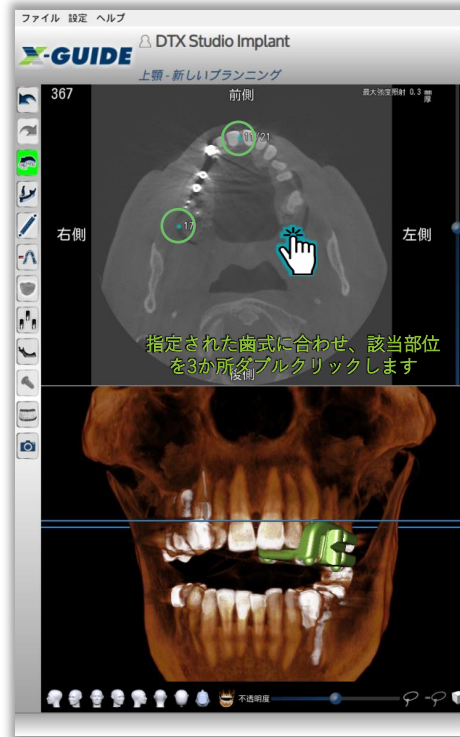 ファイル 設定 ヘルプ
X-GUIDE
DTX Studio Implant
上顎 - 新しいプランニング
367
前側
最大強度照射 0.3 mm
厚
11/21
17
右側
左側
指定された歯式に合わせ、該当部位
を3か所ダブルクリックします
後側
不透明度